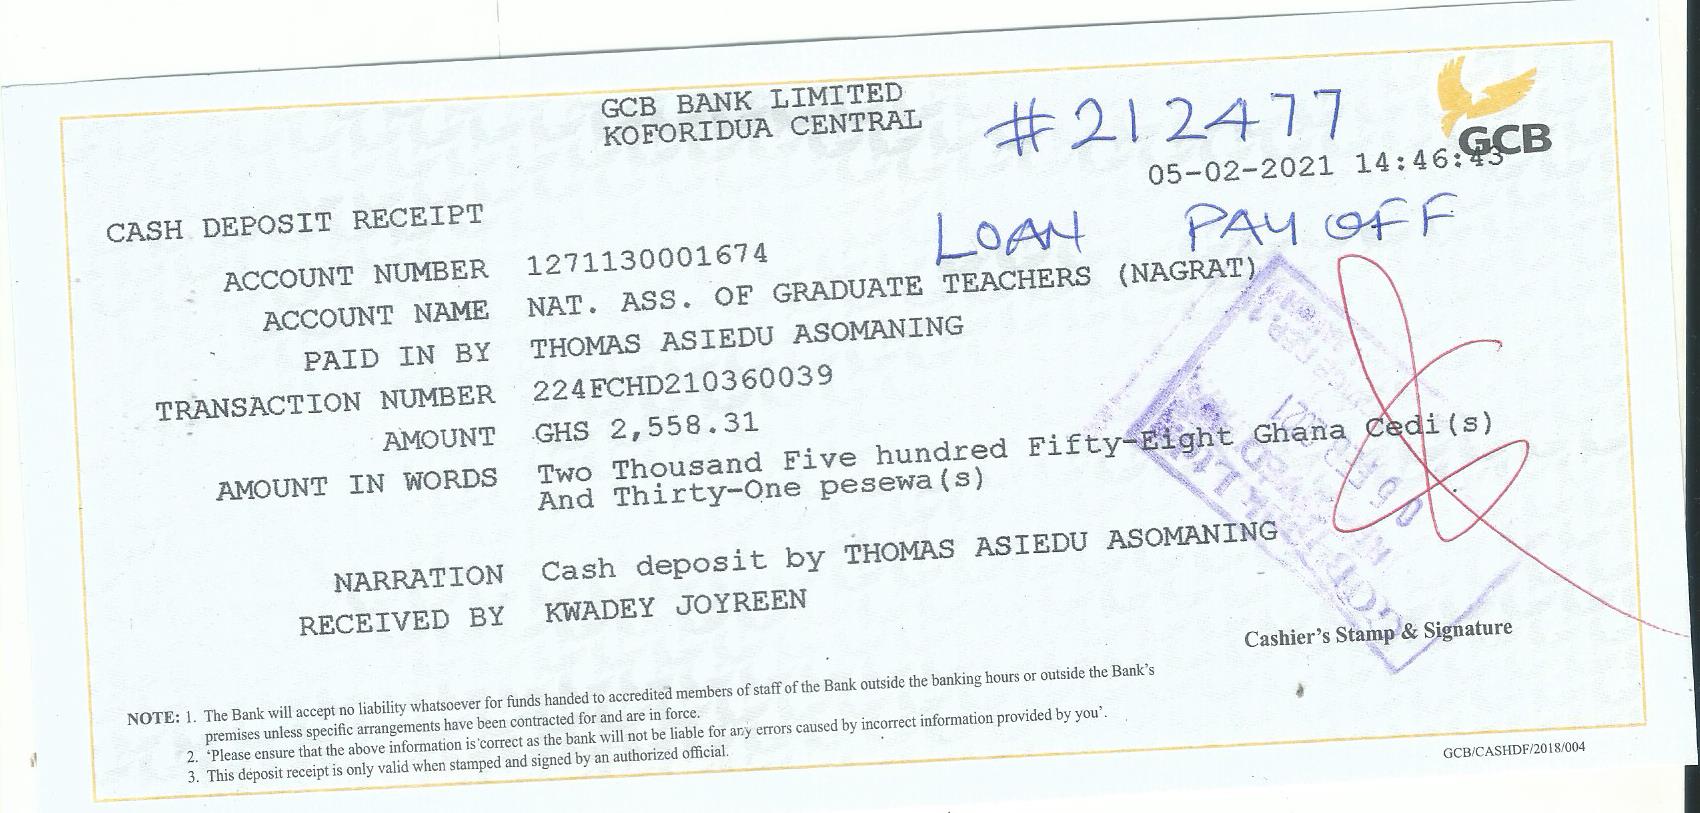 GCB BANK LIMITED
KOFORIDUA CENTRAL
#212477
GCB
05-02-2021 14:46:43
CASH DEPOSIT RECEIPT
LOAN PAY OFF
ACCOUNT NUMBER 1271130001674
ACCOUNT NAME NAT. ASS. OF GRADUATE TEACHERS (NAGRAT)
PAID IN BY THOMAS ASIEDU ASOMANING
TRANSACTION NUMBER 224FCHD210360039
AMOUNT GHS 2,558.31
AMOUNT IN WORDS Two Thousand Five hundred Fifty-Eight Ghana Cedi(s)
And Thirty-One pesewa(s)
NARRATION Cash deposit by THOMAS ASIEDU ASOMANING
RECEIVED BY KWADEY JOYREEN
Cashier's Stamp & Signature
NOTE: 1. The Bank will accept no liability whatsoever for funds handed to accredited members of staff of the Bank outside the banking hours or outside the Bank's
premises unless specific arrangements have been contracted for and are in force.
2. ‘Please ensure that the above information is correct as the bank will not be liable for any errors caused by incorrect information provided by you’.
3. This deposit receipt is only valid when stamped and signed by an authorized official.
GCB/CASHDF/2018/004